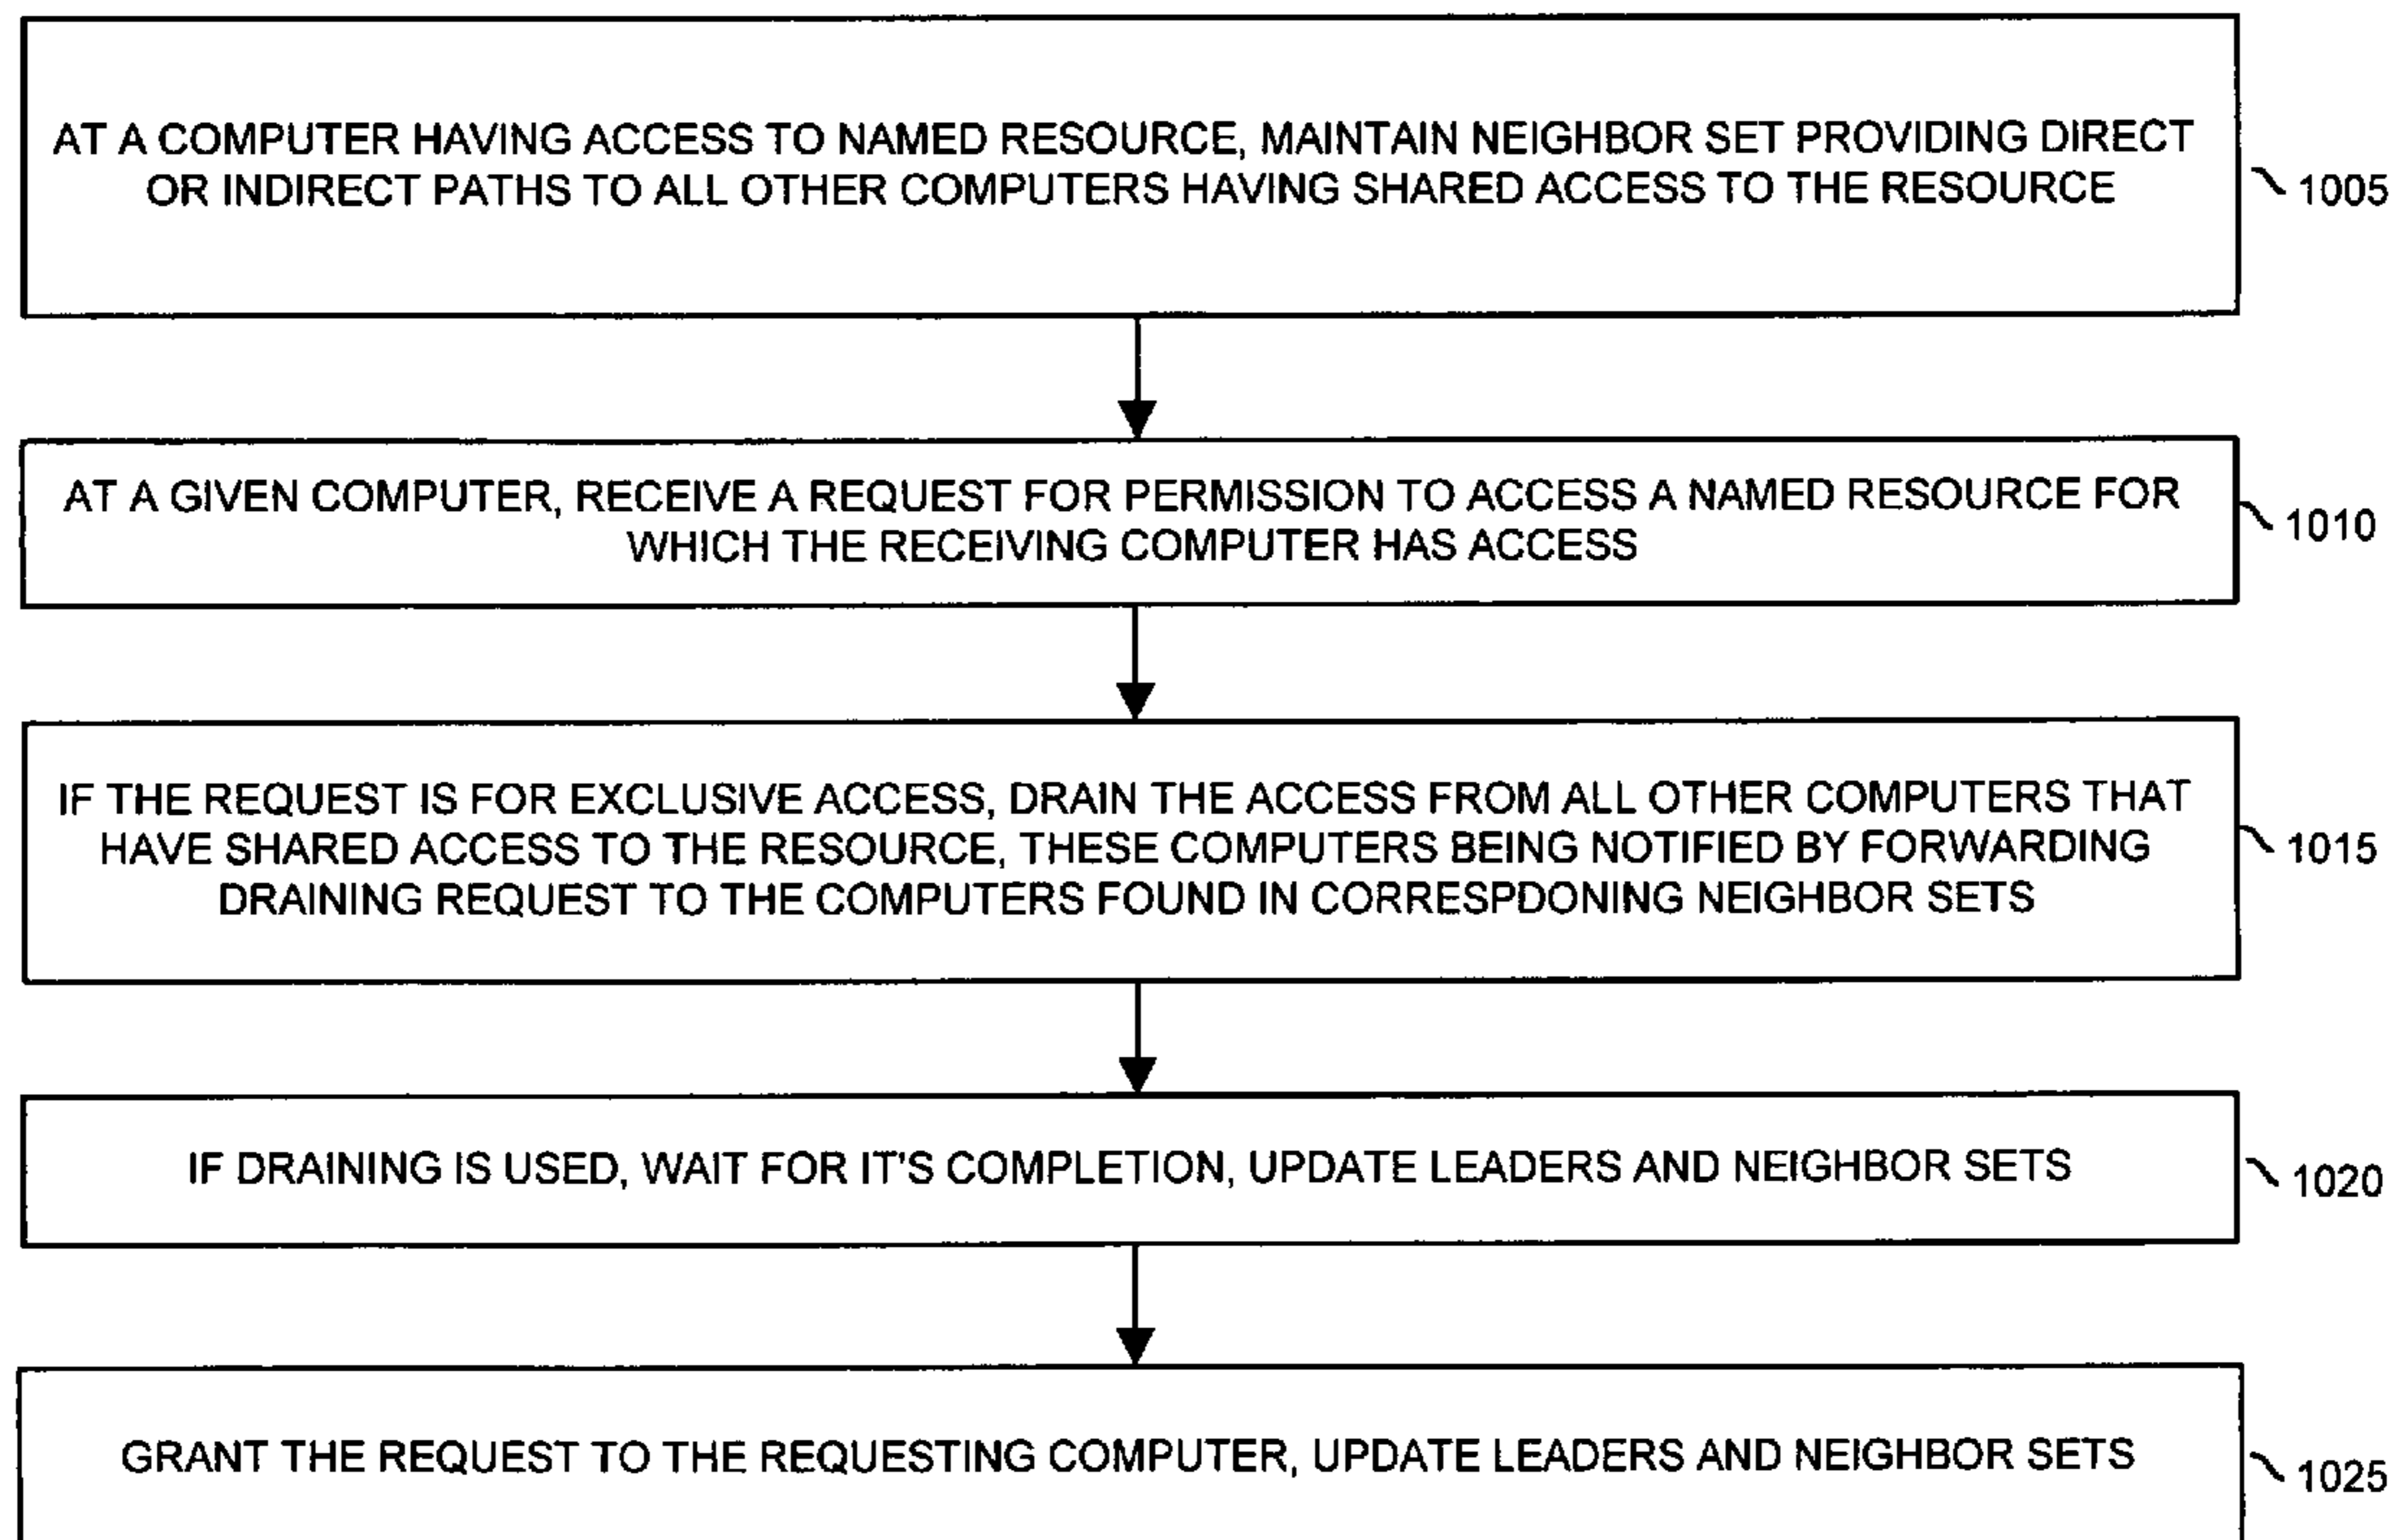 AT A COMPUTER HAVING ACCESS TO NAMED RESOURCE, MAINTAIN NEIGHBOR SET PROVIDING DIRECT
OR INDIRECT PATHS TO ALL OTHER COMPUTERS HAVING SHARED ACCESS TO THE RESOURCE
1005
AT A GIVEN COMPUTER, RECEIVE A REQUEST FOR PERMISSION TO ACCESS A NAMED RESOURCE FOR
WHICH THE RECEIVING COMPUTER HAS ACCESS
1010
IF THE REQUEST IS FOR EXCLUSIVE ACCESS, DRAIN THE ACCESS FROM ALL OTHER COMPUTERS THAT
HAVE SHARED ACCESS TO THE RESOURCE, THESE COMPUTERS BEING NOTIFIED BY FORWARDING
DRAINING REQUEST TO THE COMPUTERS FOUND IN CORRESPDONING NEIGHBOR SETS
1015
IF DRAINING IS USED, WAIT FOR IT'S COMPLETION, UPDATE LEADERS AND NEIGHBOR SETS
1020
GRANT THE REQUEST TO THE REQUESTING COMPUTER, UPDATE LEADERS AND NEIGHBOR SETS
1025